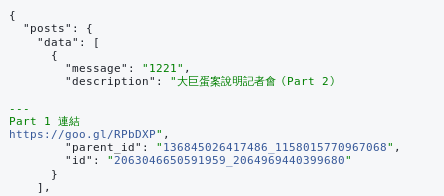 {
"posts": {
"data": [
{
"message": "1221",
"description": "大巨蛋案說明記者會（Part 2）
---
Part 1 連結
https://goo.gl/RPbDXP",
"parent_id": "136845026417486_1158015770967068",
"id": "2063046650591959_2064969440399680"
}
],